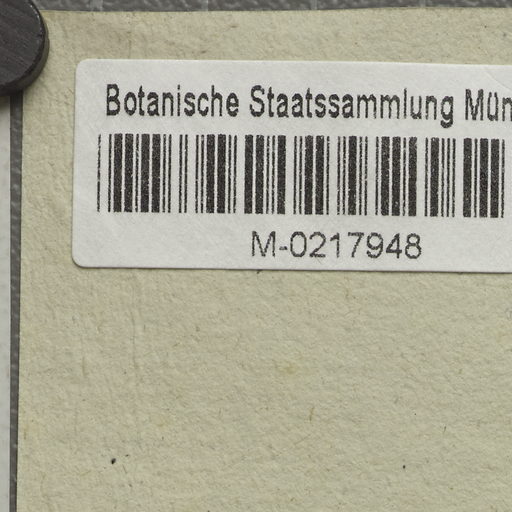 Botanische Staatssammlung Mün
M-0217948